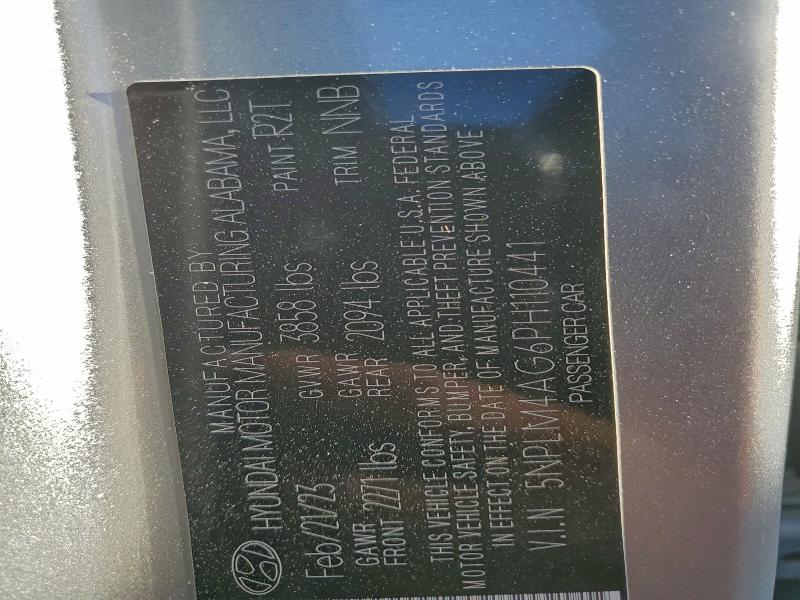 MANUFACTURED BY
HYUNDAI MOTOR MANUFACTURING ALABAMA, LLC
Feb/21/23 GVWR 3858 lbs PAINT R2T
GAWR GAWR
FRONT 2271 lbs REAR 2094 lbs TRIM NNB
THIS VEHICLE CONFORMS TO ALL APPLICABLE U.S.A. FEDERAL
MOTOR VEHICLE SAFETY, BUMPER, AND THEFT PREVENTION STANDARDS
IN EFFECT ON THE DATE OF MANUFACTURE SHOWN ABOVE
V.I.N 5NPLM4AG6PH110441
PASSENGER CAR